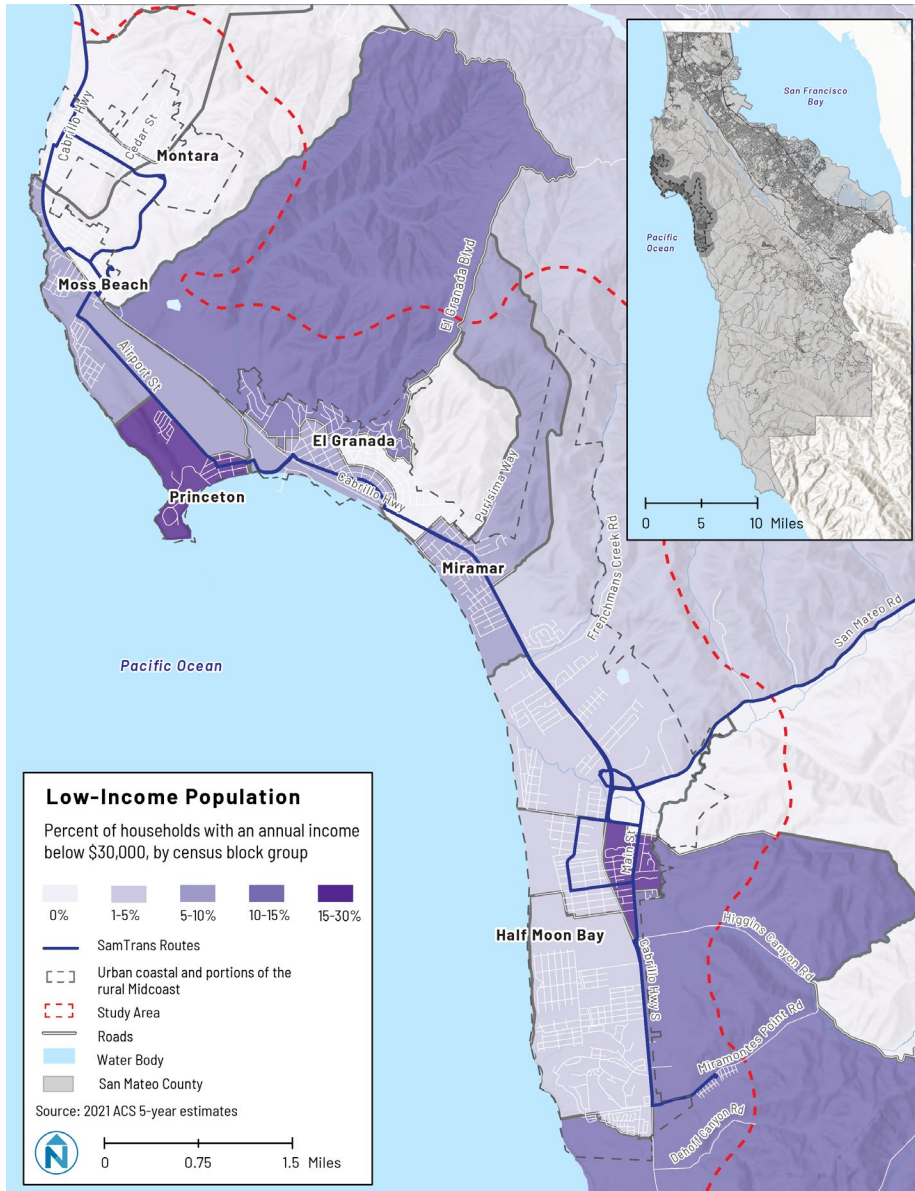 Cabrillo Hwy
Cedar St
Montara
Moss Beach
Airport St
El Granada Blvd
El Granada
Princeton
Cabrillo Hwy
Purisima Way
Miramar
Frenchmans Creek Rd
San Mateo Rd
Pacific Ocean
Main St
Half Moon Bay
Higgins Canyon Rd
Cabrillo Hwy S
Miramontes Point Rd
Dehoff Canyon Rd
San Francisco
Bay
Pacific
Ocean
0 5 10 Miles
Low-Income Population
Percent of households with an annual income
below $30,000, by census block group
0% 1-5% 5-10% 10-15% 15-30%
SamTrans Routes
Urban coastal and portions of the
rural Midcoast
Study Area
Roads
Water Body
San Mateo County
Source: 2021 ACS 5-year estimates
N
0 0.75 1.5 Miles